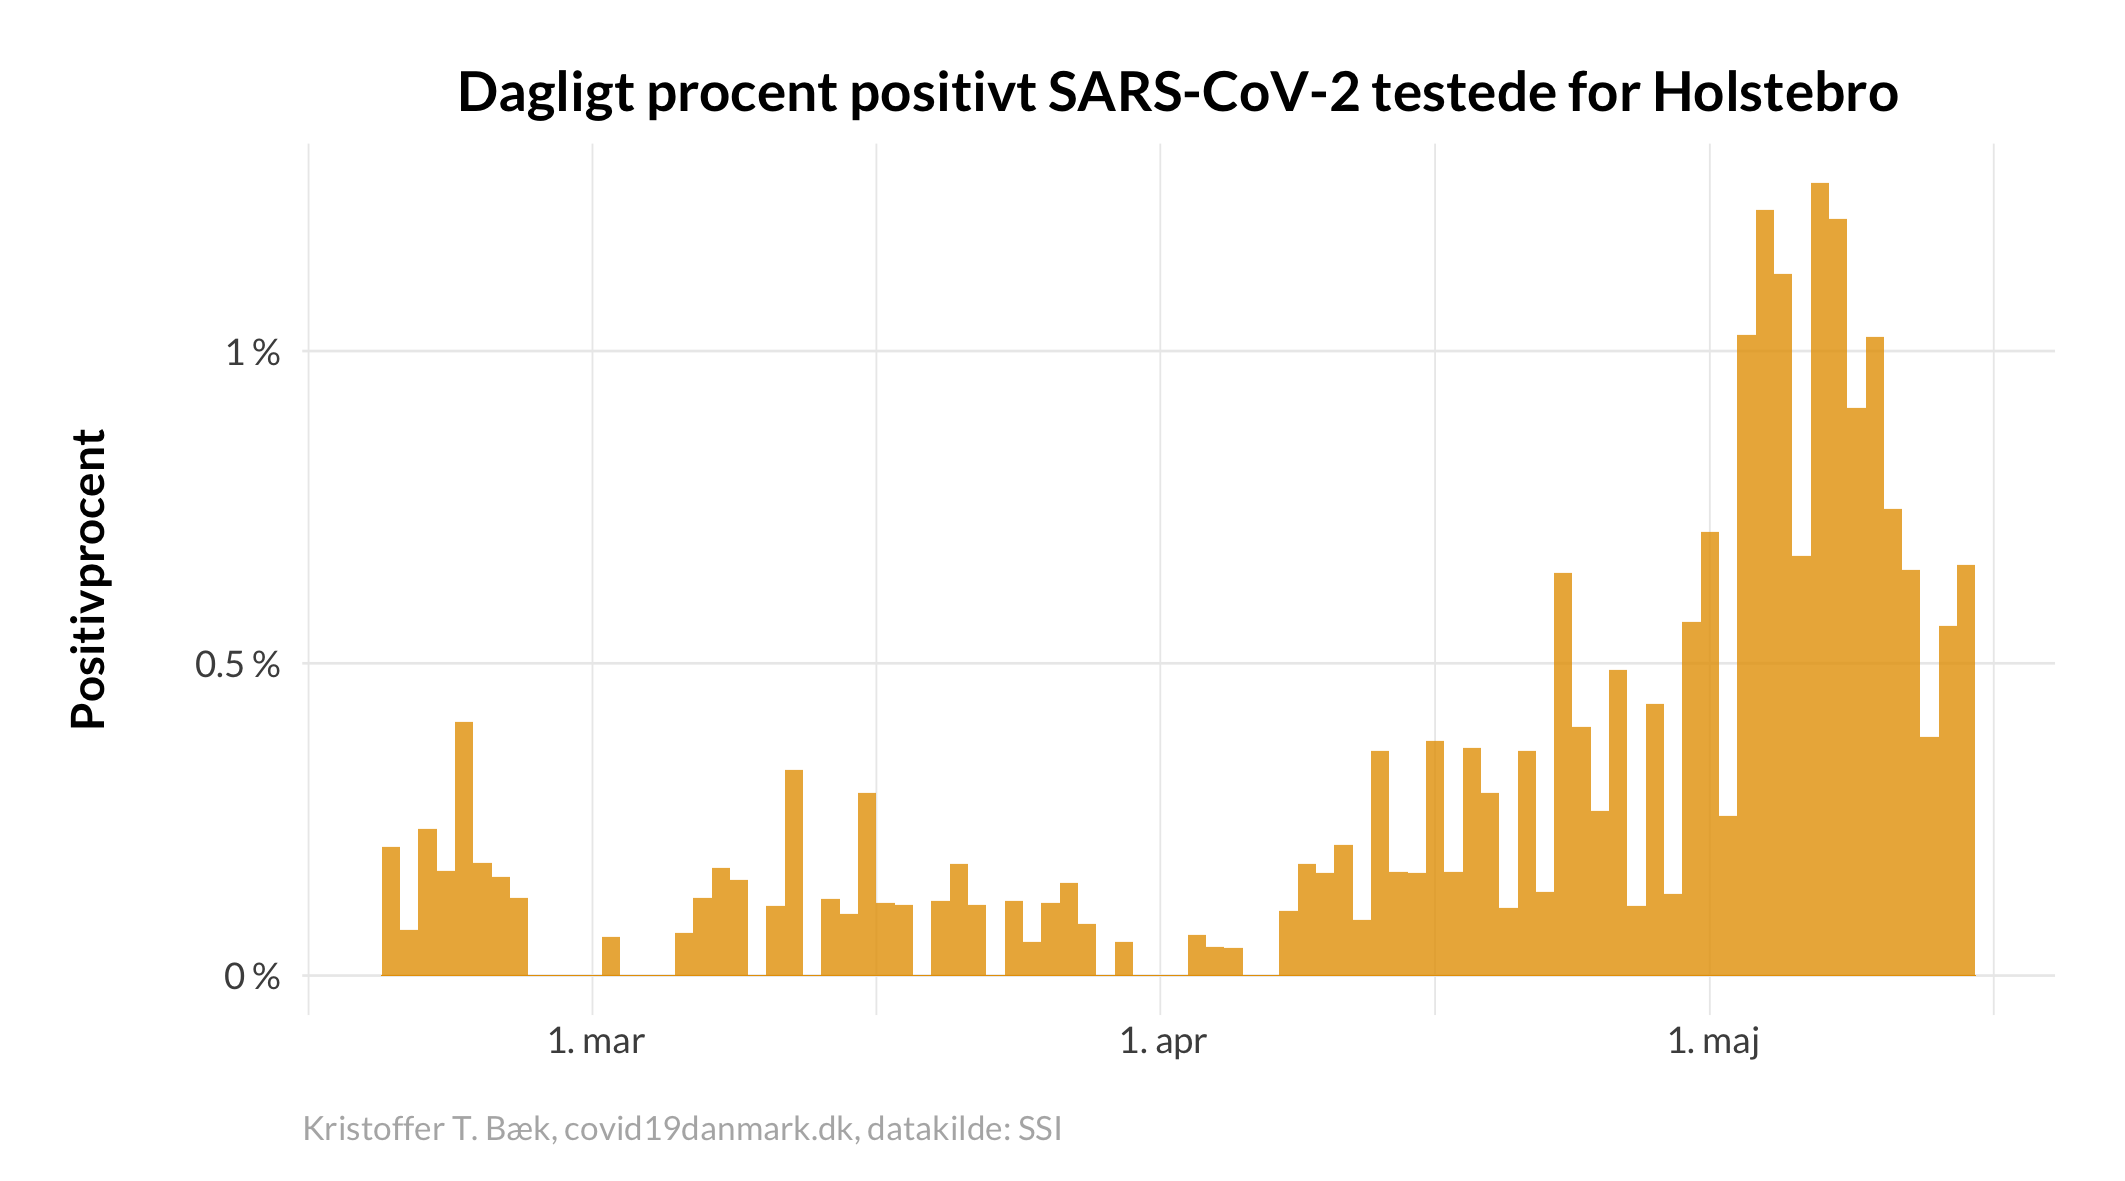 Dagligt procent positivt SARS-CoV-2 testede for Holstebro
Positivprocent
1 %
0.5 %
0 %
1. mar
1. apr
1. maj
Kristoffer T. Bæk, covid19danmark.dk, datakilde: SSI